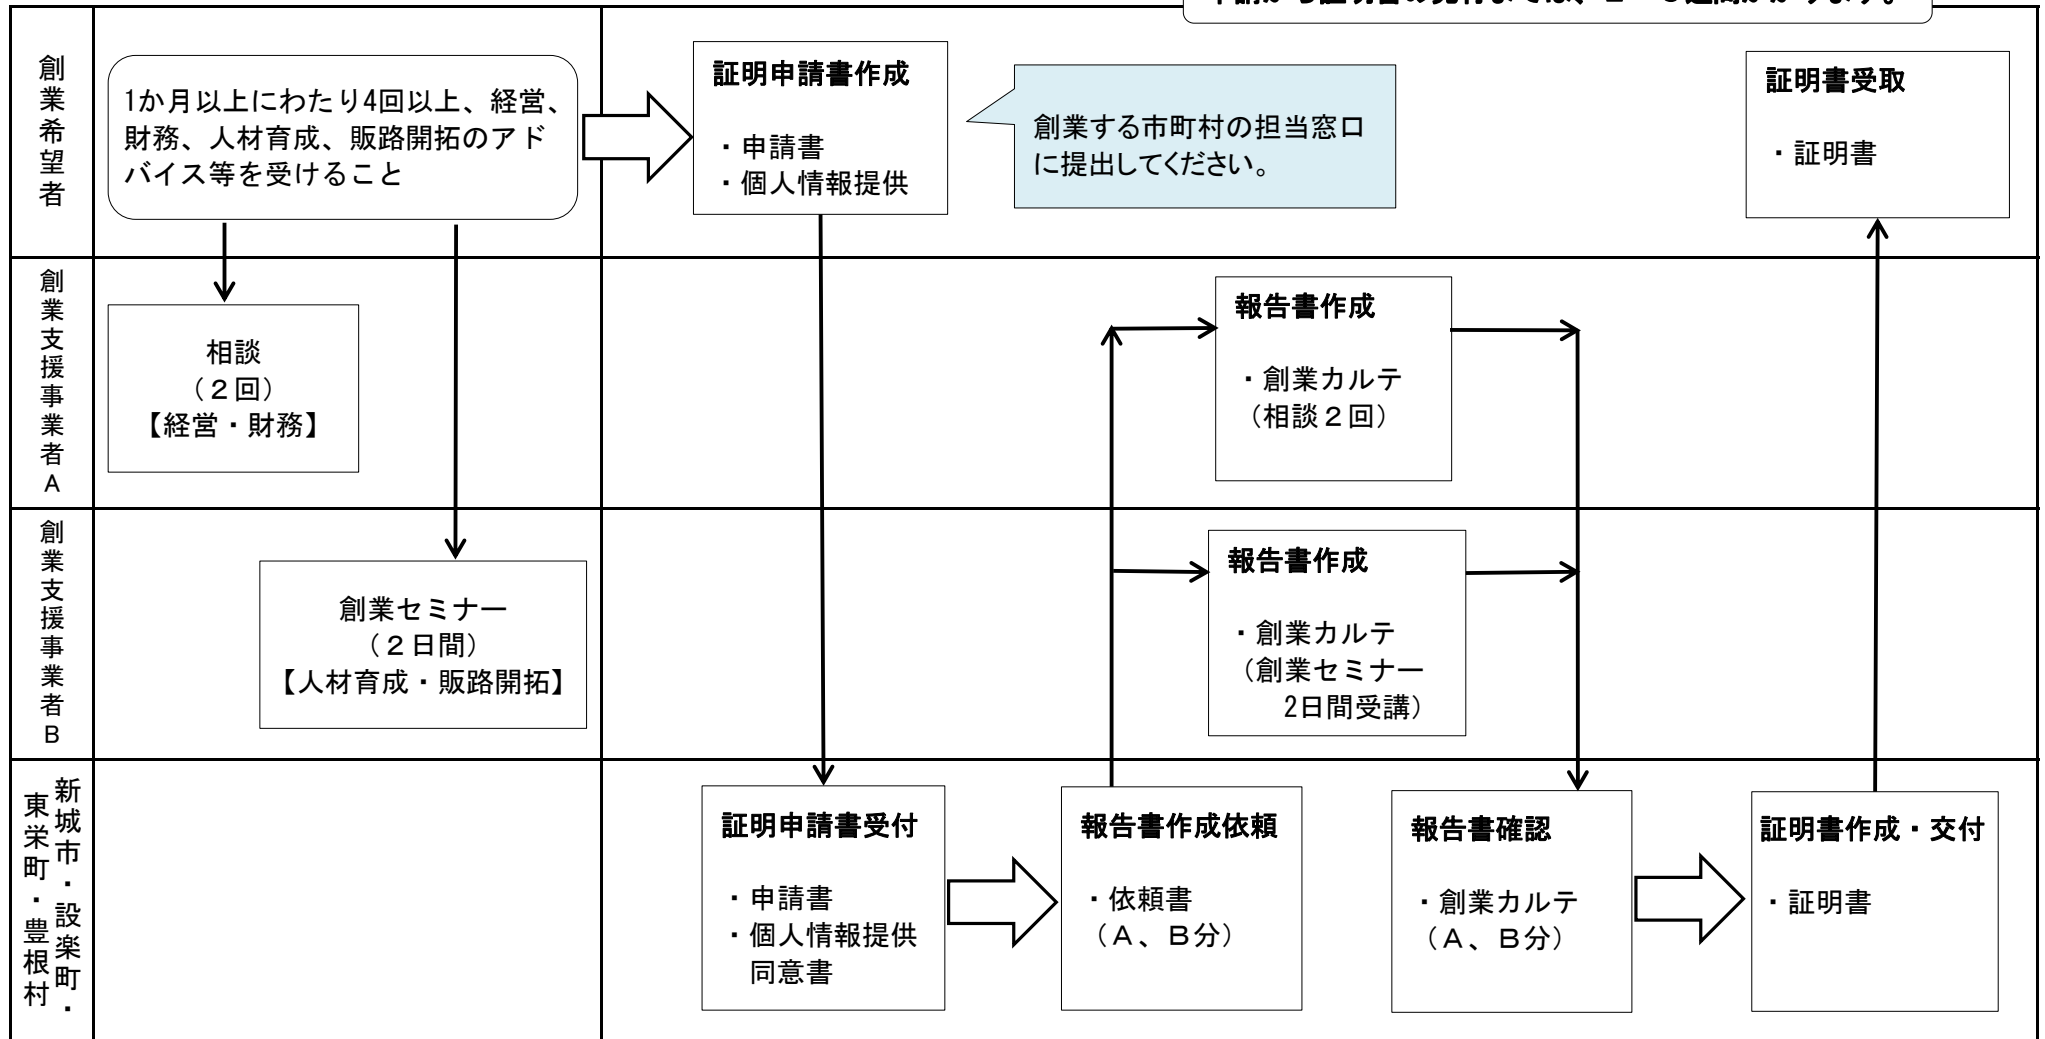 創業希望者
1か月以上にわたり4回以上、経営、
財務、人材育成、販路開拓のアド
バイス等を受けること
証明申請書作成
・申請書
・個人情報提供
創業する市町村の担当窓口
に提出してください。
証明書受取
・証明書
創業支援事業者A
相談
（２回）
【経営・財務】
報告書作成
・創業カルテ
（相談２回）
創業支援事業者B
創業セミナー
（２日間）
【人材育成・販路開拓】
報告書作成
・創業カルテ
（創業セミナー
2日間受講）
新城市・設楽町・
東栄町・豊根村
証明申請書受付
・申請書
・個人情報提供
同意書
報告書作成依頼
・依頼書
（Ａ、Ｂ分）
報告書確認
・創業カルテ
（Ａ、Ｂ分）
証明書作成・交付
・証明書